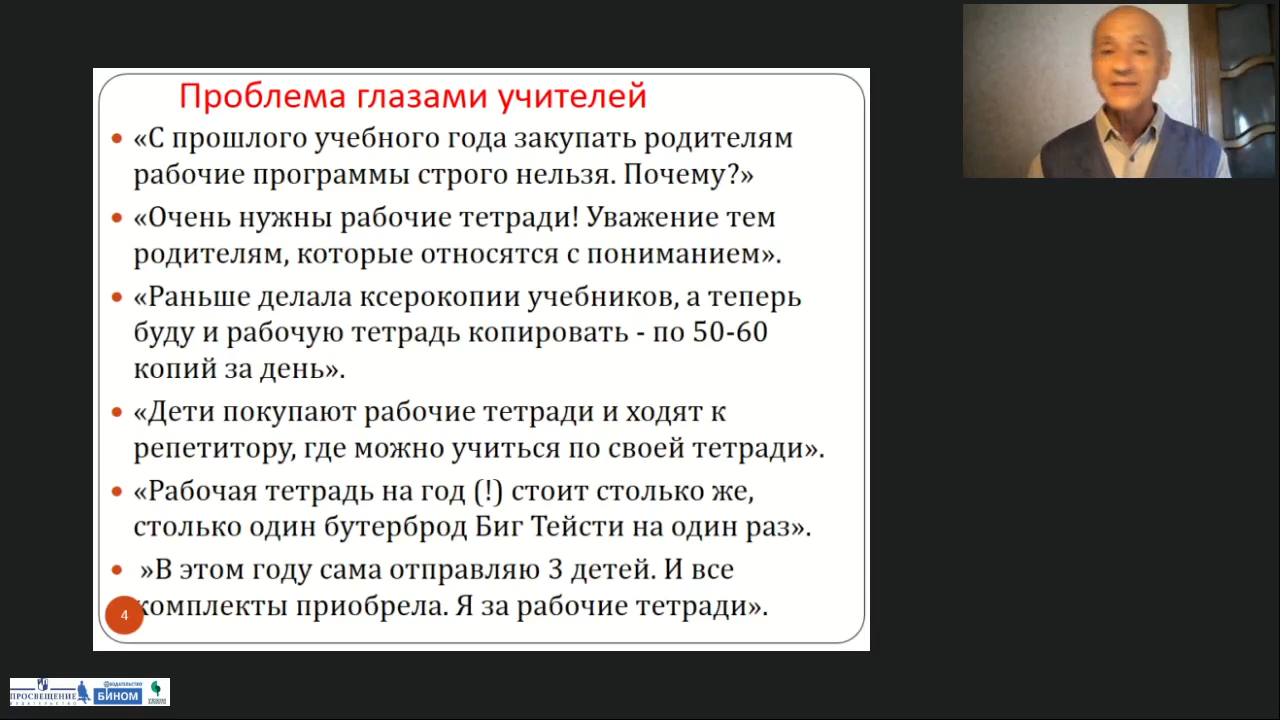 Проблема глазами учителей
«С прошлого учебного года закупать родителям
рабочие программы строго нельзя. Почему?»
«Очень нужны рабочие тетради! Уважение тем
родителям, которые относятся с пониманием».
«Раньше делала ксерокопии учебников, а теперь
буду и рабочую тетрадь копировать - по 50-60
копий за день».
«Дети покупают рабочие тетради и ходят к
репетитору, где можно учиться по своей тетради».
«Рабочая тетрадь на год (!) стоит столько же,
столько один бутерброд Биг Тейсти на один раз».
»В этом году сама отправляю 3 детей. И все
комплекты приобрела. Я за рабочие тетради».
4
ПРОСВЕЩЕНИЕ
ИЗДАТЕЛЬСТВО
ИЗДАТЕЛЬСТВО
БИНОМ